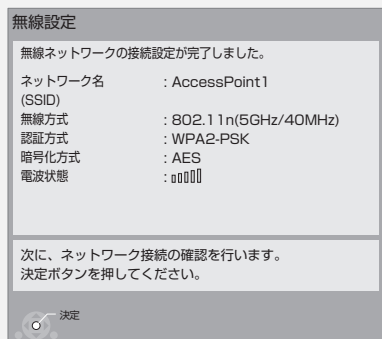 無線設定
無線ネットワークの接続設定が完了しました。
ネットワーク名 : AccessPoint1
(SSID)
無線方式 : 802.11n(5GHz/40MHz)
認証方式 : WPA2-PSK
暗号化方式 : AES
電波状態 :
次に、ネットワーク接続の確認を行います。
決定ボタンを押してください。
決定